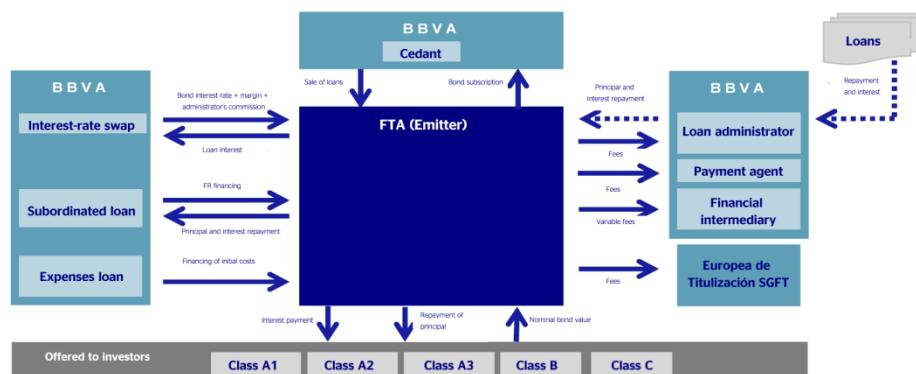 BBVA
Cedant
Loans
Sale of loans
Bond subscription
Repayment
and interest
BBVA
Bond interest rate + margin +
administrator's commission
Interest-rate swap
Loan interest
FR financing
Subordinated loan
Principal and interest repayment
Expenses loan
Financing of initial costs
FTA (Emitter)
Principal and
interest repayment
Fees
Fees
Variable fees
Fees
BBVA
Loan administrator
Payment agent
Financial
intermediary
Europea de
Titulización SGFT
Interest payment
Repayment of
principal
Nominal bond value
Offered to investors
Class A1
Class A2
Class A3
Class B
Class C